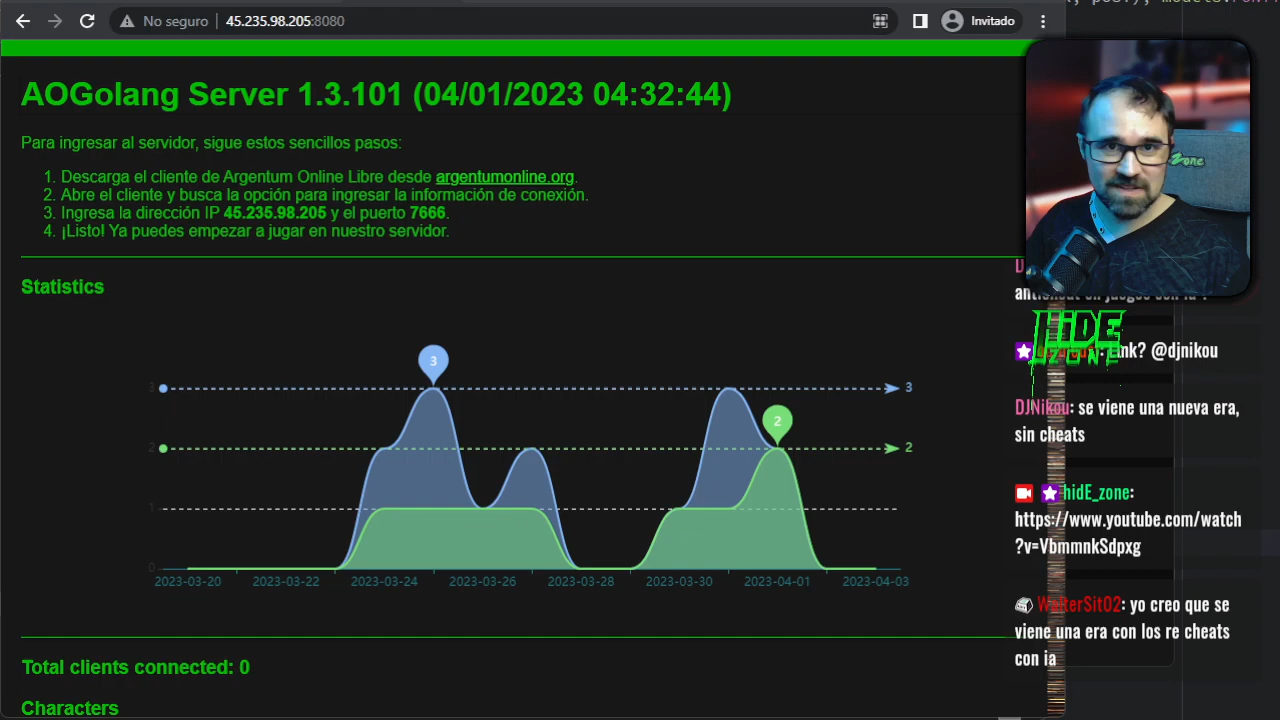 No seguro
45.235.98.205:8080
Invitado
AOGolang Server 1.3.101 (04/01/2023 04:32:44)
Para ingresar al servidor, sigue estos sencillos pasos:
1. Descarga el cliente de Argentum Online Libre desde argentumonline.org.
2. Abre el cliente y busca la opción para ingresar la información de conexión.
3. Ingresa la dirección IP 45.235.98.205 y el puerto 7666.
4. ¡Listo! Ya puedes empezar a jugar en nuestro servidor.
Statistics
3
3
3
2
2
2
1
0
2023-03-20
2023-03-22
2023-03-24
2023-03-26
2023-03-28
2023-03-30
2023-04-01
2023-04-03
Total clients connected: 0
Characters
zone
HiDE
ZONE
@djnikou
DJNikou: se viene una nueva era,
sin cheats
hidE_zone:
https://www.youtube.com/watch
?v=VbmmnkSdpxg
WalterSit02: yo creo que se
viene una era con los re cheats
con ia